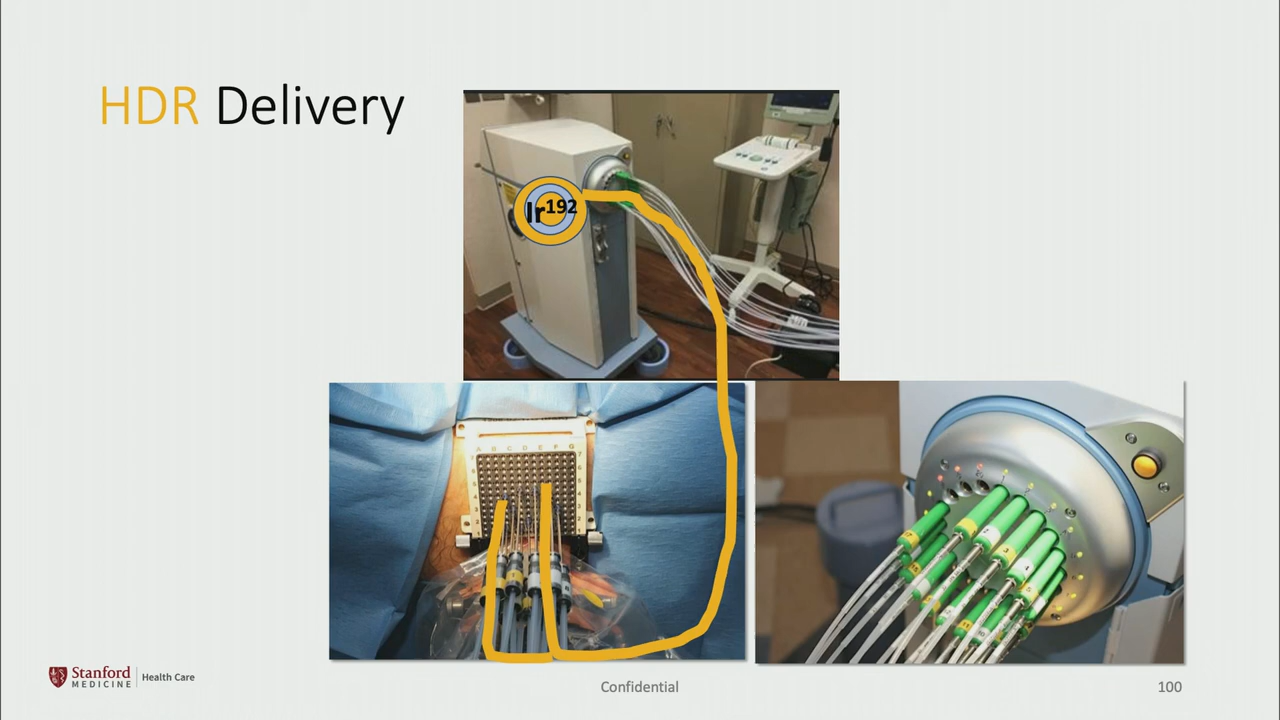 HDR Delivery
Ir192
A B C D E F G
Stanford
MEDICINE
Health Care
Confidential
100